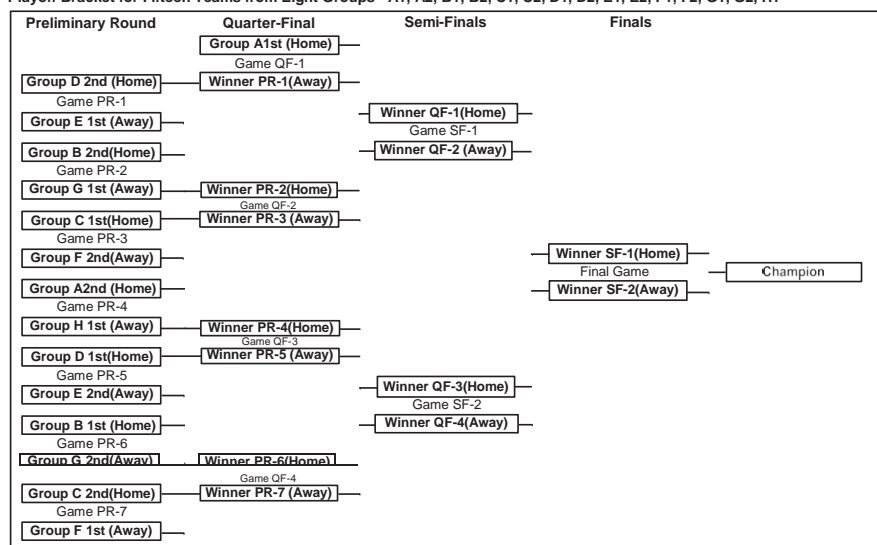 Playoff Bracket for Fifteen Teams from Eight Groups - A1, A2, B1, B2, C1, C2, D1, D2, E1, E2, F1, F2, G1, G2, H1
Preliminary Round
Group D 2nd (Home)
Game PR-1
Group E 1st (Away)
Group B 2nd(Home)
Game PR-2
Group G 1st (Away)
Group C 1st(Home)
Game PR-3
Group F 2nd(Away)
Group A2nd (Home)
Game PR-4
Group H 1st (Away)
Group D 1st(Home)
Game PR-5
Group E 2nd(Away)
Group B 1st (Home)
Game PR-6
Group G 2nd(Away)
Group C 2nd(Home)
Game PR-7
Group F 1st (Away)
Quarter-Final
Group A1st (Home)
Game QF-1
Winner PR-1(Away)
Winner PR-2(Home)
Game QF-2
Winner PR-3 (Away)
Winner PR-4(Home)
Game QF-3
Winner PR-5 (Away)
Winner PR-6(Home)
Game QF-4
Winner PR-7 (Away)
Semi-Finals
Winner QF-1(Home)
Game SF-1
Winner QF-2 (Away)
Winner QF-3(Home)
Game SF-2
Winner QF-4(Away)
Finals
Winner SF-1(Home)
Final Game
Winner SF-2(Away)
Champion